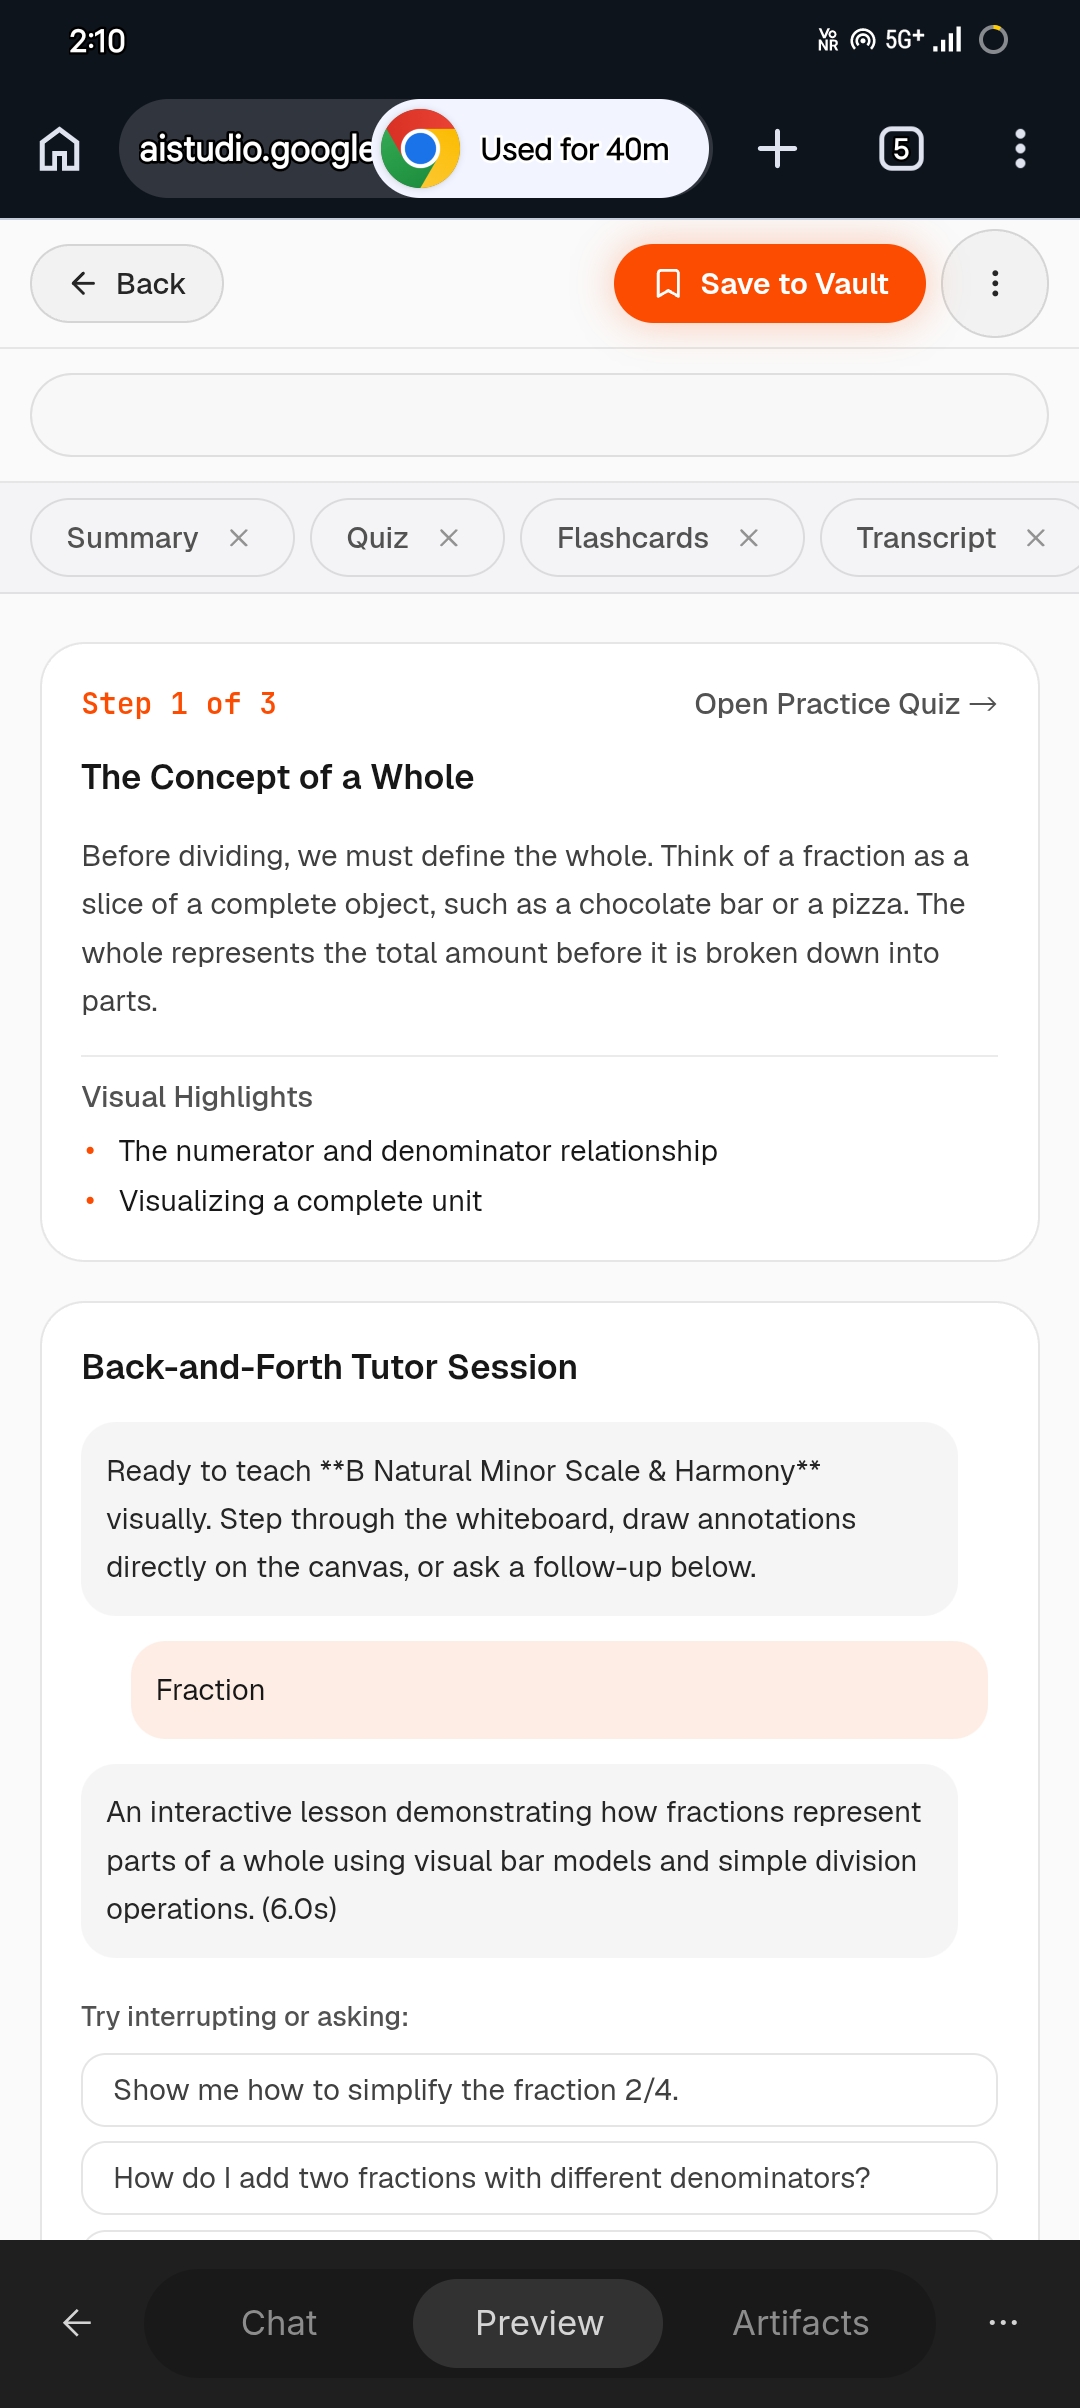 2:10
Vo NR 5G+
aistudio.google
Used for 40m
5
Back
Save to Vault
Summary
Quiz
Flashcards
Transcript
Step 1 of 3
Open Practice Quiz →
The Concept of a Whole
Before dividing, we must define the whole. Think of a fraction as a
slice of a complete object, such as a chocolate bar or a pizza. The
whole represents the total amount before it is broken down into
parts.
Visual Highlights
• The numerator and denominator relationship
• Visualizing a complete unit
Back-and-Forth Tutor Session
Ready to teach **B Natural Minor Scale & Harmony**
visually. Step through the whiteboard, draw annotations
directly on the canvas, or ask a follow-up below.
Fraction
An interactive lesson demonstrating how fractions represent
parts of a whole using visual bar models and simple division
operations. (6.0s)
Try interrupting or asking:
Show me how to simplify the fraction 2/4.
How do I add two fractions with different denominators?
Chat
Preview
Artifacts